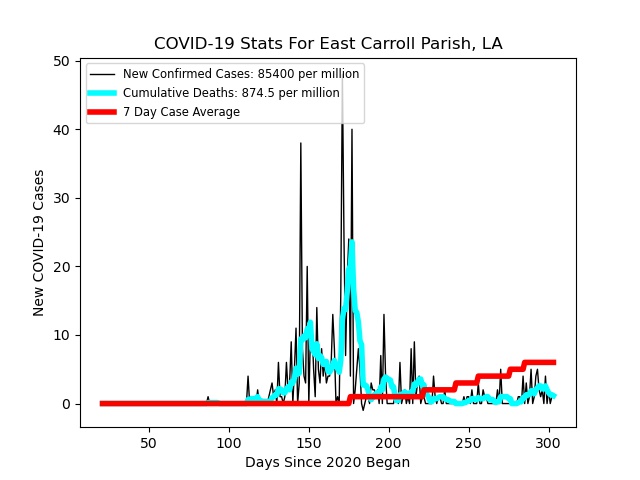 COVID-19 Stats For East Carroll Parish, LA
New Confirmed Cases: 85400 per million
Cumulative Deaths: 874.5 per million
7 Day Case Average
New COVID-19 Cases
50
40
30
20
10
0
50 100 150 200 250 300
Days Since 2020 Began